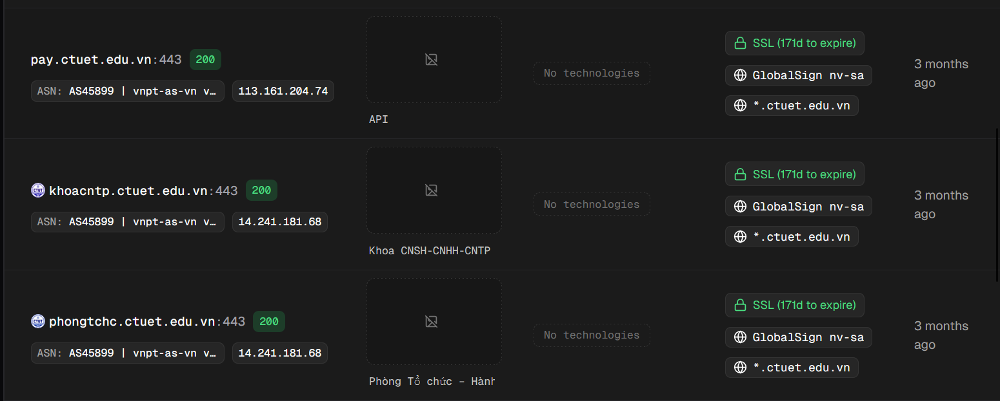 pay.ctuet.edu.vn:443 200
ASN: AS45899 | vnpt-as-vn v… 113.161.204.74
API
No technologies
SSL (171d to expire)
GlobalSign nv-sa
*.ctuet.edu.vn
3 months
ago
CTUT khoacntp.ctuet.edu.vn:443 200
ASN: AS45899 | vnpt-as-vn v… 14.241.181.68
Khoa CNSH-CNHH-CNTP
No technologies
SSL (171d to expire)
GlobalSign nv-sa
*.ctuet.edu.vn
3 months
ago
CTUT phongtchc.ctuet.edu.vn:443 200
ASN: AS45899 | vnpt-as-vn v… 14.241.181.68
Phòng Tổ chức – Hành
No technologies
SSL (171d to expire)
GlobalSign nv-sa
*.ctuet.edu.vn
3 months
ago